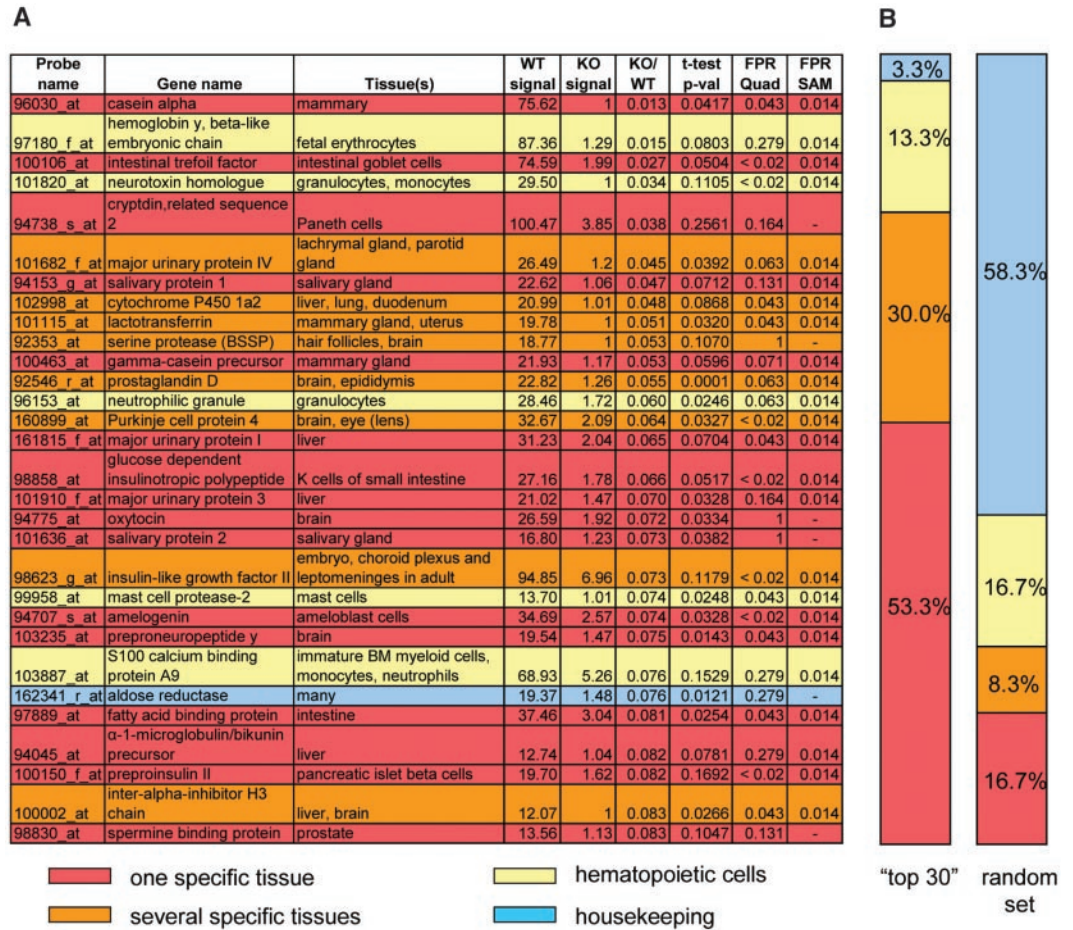 A
B
Probe name | Gene name | Tissue(s) | WT signal | KO signal | KO/ WT | t-test p-val | FPR Quad | FPR SAM
96030_at | casein alpha | mammary | 75.62 | 1 | 0.013 | 0.0417 | 0.043 | 0.014
97180_f_at | hemoglobin y, beta-like embryonic chain | fetal erythrocytes | 87.36 | 1.29 | 0.015 | 0.0803 | 0.279 | 0.014
100106_at | intestinal trefoil factor | intestinal goblet cells | 74.59 | 1.99 | 0.027 | 0.0504 | < 0.02 | 0.014
101820_at | neurotoxin homologue | granulocytes, monocytes | 29.50 | 1 | 0.034 | 0.1105 | < 0.02 | 0.014
94738_s_at | cryptdin,related sequence 2 | Paneth cells | 100.47 | 3.85 | 0.038 | 0.2561 | 0.164 | -
101682_f_at | major urinary protein IV | lachrymal gland, parotid gland | 26.49 | 1.2 | 0.045 | 0.0392 | 0.063 | 0.014
94153_g_at | salivary protein 1 | salivary gland | 22.62 | 1.06 | 0.047 | 0.0712 | 0.131 | 0.014
102998_at | cytochrome P450 1a2 | liver, lung, duodenum | 20.99 | 1.01 | 0.048 | 0.0868 | 0.043 | 0.014
101115_at | lactotransferrin | mammary gland, uterus | 19.78 | 1 | 0.051 | 0.0320 | 0.043 | 0.014
92353_at | serine protease (BSSP) | hair follicles, brain | 18.77 | 1 | 0.053 | 0.1070 | 1 | -
100463_at | gamma-casein precursor | mammary gland | 21.93 | 1.17 | 0.053 | 0.0596 | 0.071 | 0.014
92546_r_at | prostaglandin D | brain, epididymis | 22.82 | 1.26 | 0.055 | 0.0001 | 0.063 | 0.014
96153_at | neutrophilic granule | granulocytes | 28.46 | 1.72 | 0.060 | 0.0246 | 0.063 | 0.014
160899_at | Purkinje cell protein 4 | brain, eye (lens) | 32.67 | 2.09 | 0.064 | 0.0327 | < 0.02 | 0.014
161815_f_at | major urinary protein I | liver | 31.23 | 2.04 | 0.065 | 0.0704 | 0.043 | 0.014
98858_at | glucose dependent insulinotropic polypeptide | K cells of small intestine | 27.16 | 1.78 | 0.066 | 0.0517 | < 0.02 | 0.014
101910_f_at | major urinary protein 3 | liver | 21.02 | 1.47 | 0.070 | 0.0328 | 0.164 | 0.014
94775_at | oxytocin | brain | 26.59 | 1.92 | 0.072 | 0.0334 | 1 | -
101636_at | salivary protein 2 | salivary gland | 16.80 | 1.23 | 0.073 | 0.0382 | 1 | -
98623_g_at | insulin-like growth factor II | embryo, choroid plexus and leptomeninges in adult | 94.85 | 6.96 | 0.073 | 0.1179 | < 0.02 | 0.014
99958_at | mast cell protease-2 | mast cells | 13.70 | 1.01 | 0.074 | 0.0248 | 0.043 | 0.014
94707_s_at | amelogenin | ameloblast cells | 34.69 | 2.57 | 0.074 | 0.0328 | < 0.02 | 0.014
103235_at | preproneuropeptide y | brain | 19.54 | 1.47 | 0.075 | 0.0143 | 0.043 | 0.014
103887_at | S100 calcium binding protein A9 | immature BM myeloid cells, monocytes, neutrophils | 68.93 | 5.26 | 0.076 | 0.1529 | 0.279 | 0.014
162341_r_at | aldose reductase | many | 19.37 | 1.48 | 0.076 | 0.0121 | 0.279 | -
97889_at | fatty acid binding protein | intestine | 37.46 | 3.04 | 0.081 | 0.0254 | 0.043 | 0.014
94045_at | α-1-microglobulin/bikunin precursor | liver | 12.74 | 1.04 | 0.082 | 0.0781 | 0.279 | 0.014
100150_f_at | preproinsulin II | pancreatic islet beta cells | 19.70 | 1.62 | 0.082 | 0.1692 | < 0.02 | 0.014
100002_at | inter-alpha-inhibitor H3 chain | liver, brain | 12.07 | 1 | 0.083 | 0.0266 | 0.043 | 0.014
98830_at | spermine binding protein | prostate | 13.56 | 1.13 | 0.083 | 0.1047 | 0.131 | -
one specific tissue
several specific tissues
hematopoietic cells
housekeeping
3.3%
13.3%
30.0%
53.3%
"top 30"
58.3%
16.7%
8.3%
16.7%
random
set